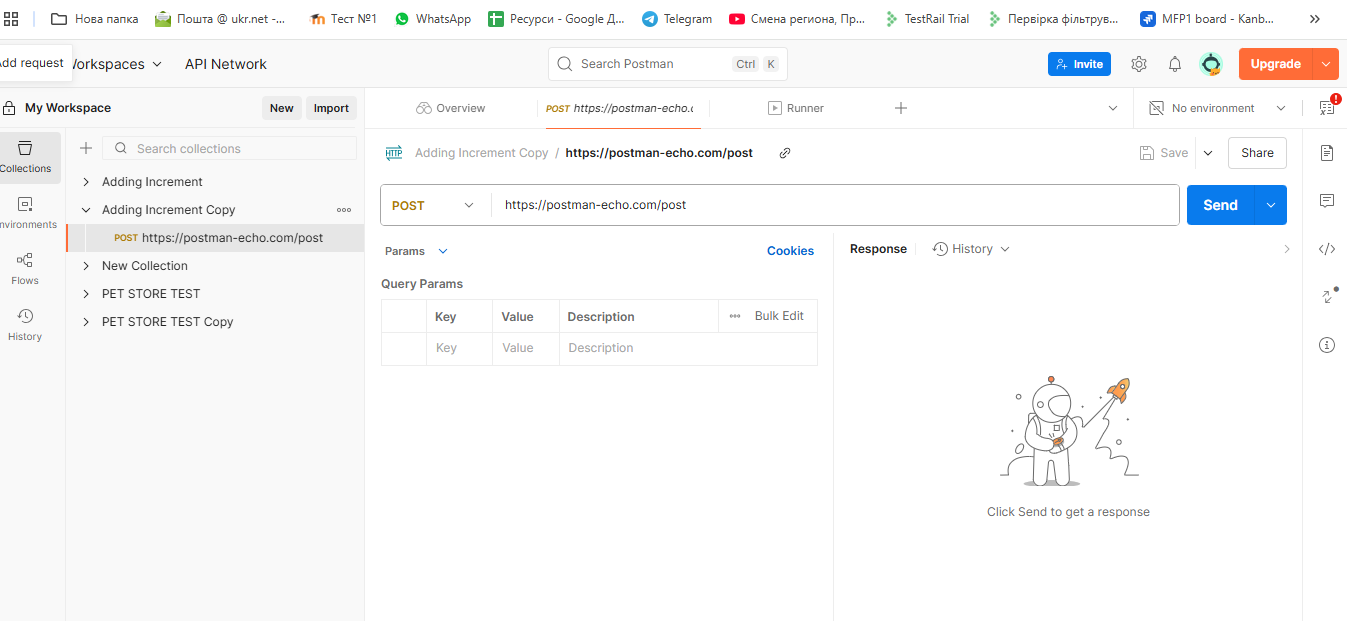 Нова папка Пошта @ ukr.net -... Тест №1 WhatsApp Ресурси - Google Д... Telegram Смена региона, Пр... TestRail Trial Первірка фільтрув... MFP1 board - Kanb...
dd request
orkspaces API Network Search Postman Ctrl K Invite Upgrade
My Workspace New Import
Overview POST https://postman-echo.c Runner No environment
Collections
Search collections
Adding Increment Copy / https://postman-echo.com/post Save Share
Adding Increment
Adding Increment Copy
POST https://postman-echo.com/post
New Collection
PET STORE TEST
PET STORE TEST Copy
nvironments
Flows
History
POST https://postman-echo.com/post Send
Params Cookies
Query Params
Key Value Description Bulk Edit
Key Value Description
Response History
Click Send to get a response